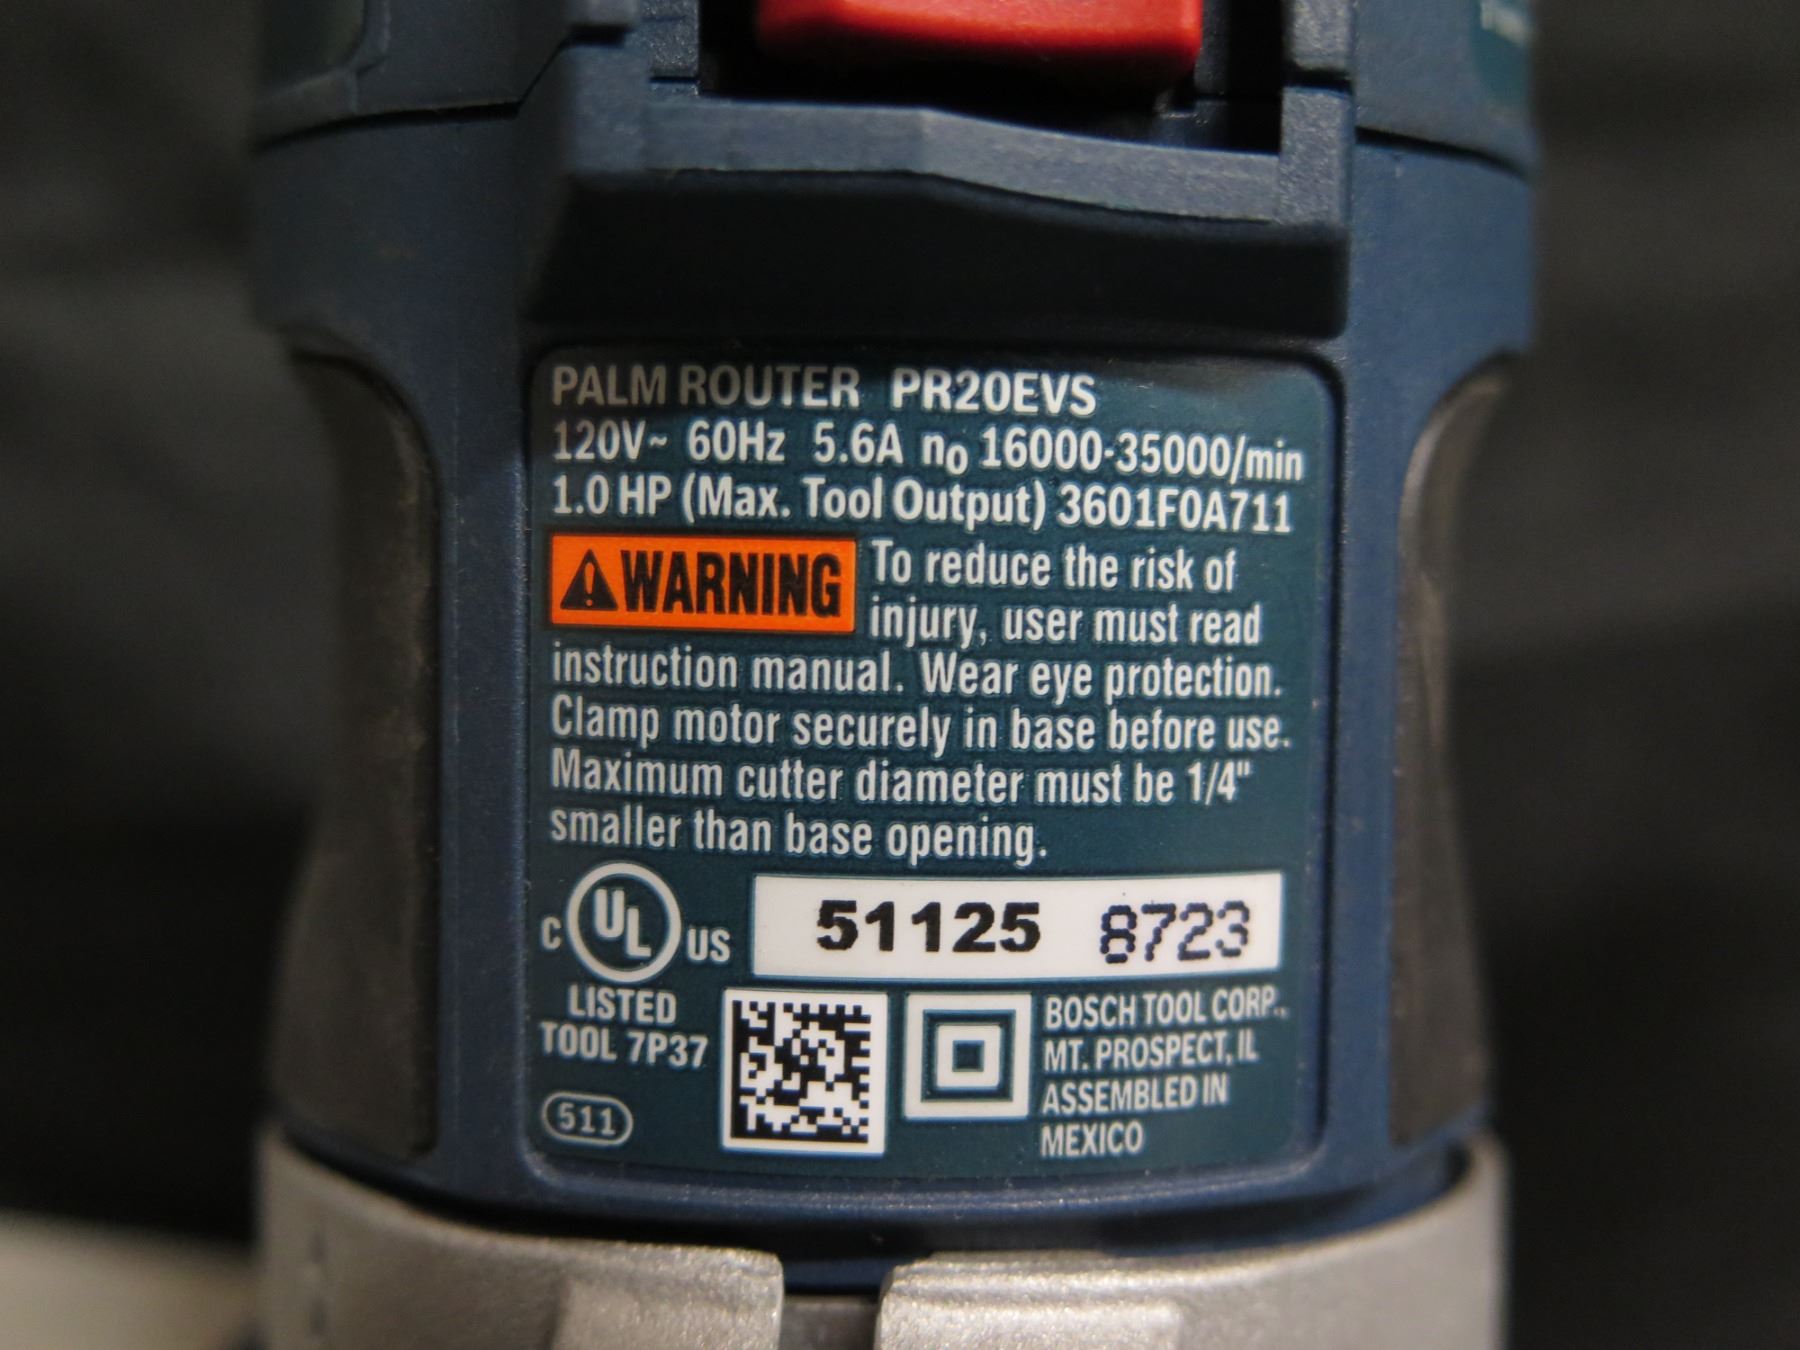 PALM ROUTER PR20EVS
120V~ 60Hz 5.6A n₀ 16000-35000/min
1.0 HP (Max. Tool Output) 3601F0A711
WARNING To reduce the risk of
injury, user must read
instruction manual. Wear eye protection.
Clamp motor securely in base before use.
Maximum cutter diameter must be 1/4"
smaller than base opening.
C UL US
LISTED
TOOL 7P37
511
51125 8723
BOSCH TOOL CORP.,
MT. PROSPECT, IL
ASSEMBLED IN
MEXICO